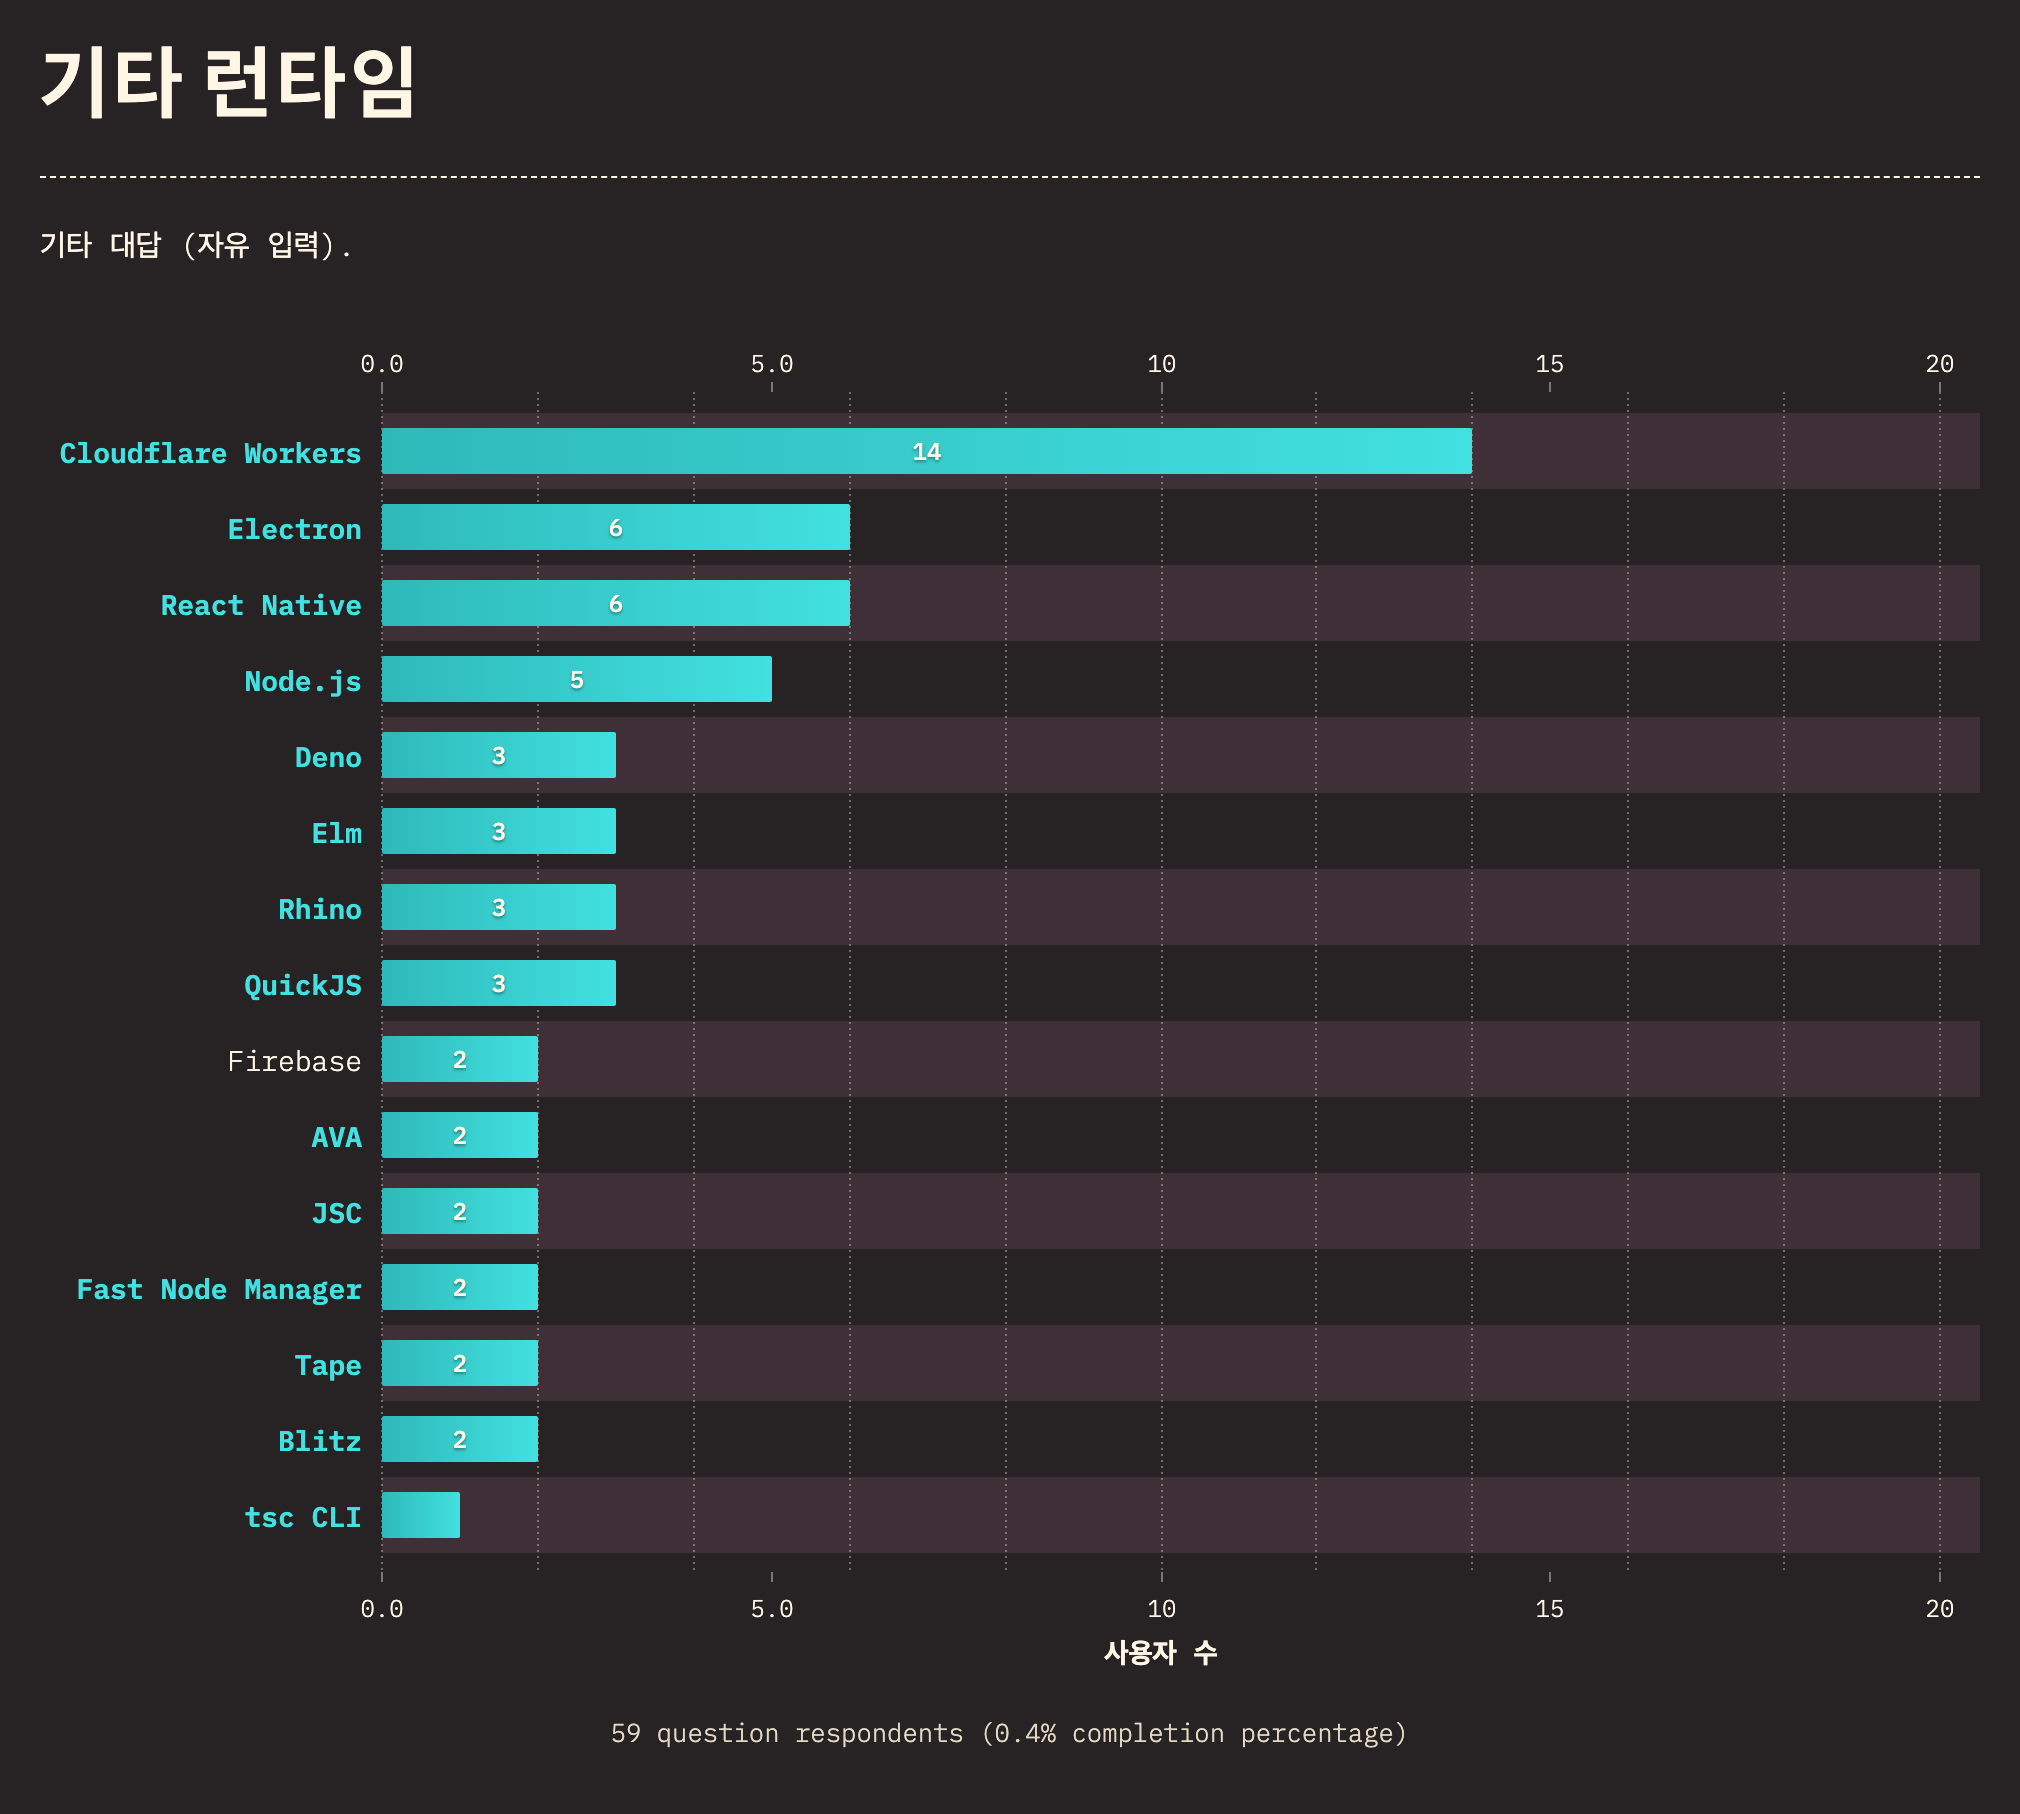 기타 런타임
기타 대답 (자유 입력).
0.0 5.0 10 15 20
Cloudflare Workers 14
Electron 6
React Native 6
Node.js 5
Deno 3
Elm 3
Rhino 3
QuickJS 3
Firebase 2
AVA 2
JSC 2
Fast Node Manager 2
Tape 2
Blitz 2
tsc CLI
0.0 5.0 10 15 20
사용자 수
59 question respondents (0.4% completion percentage)